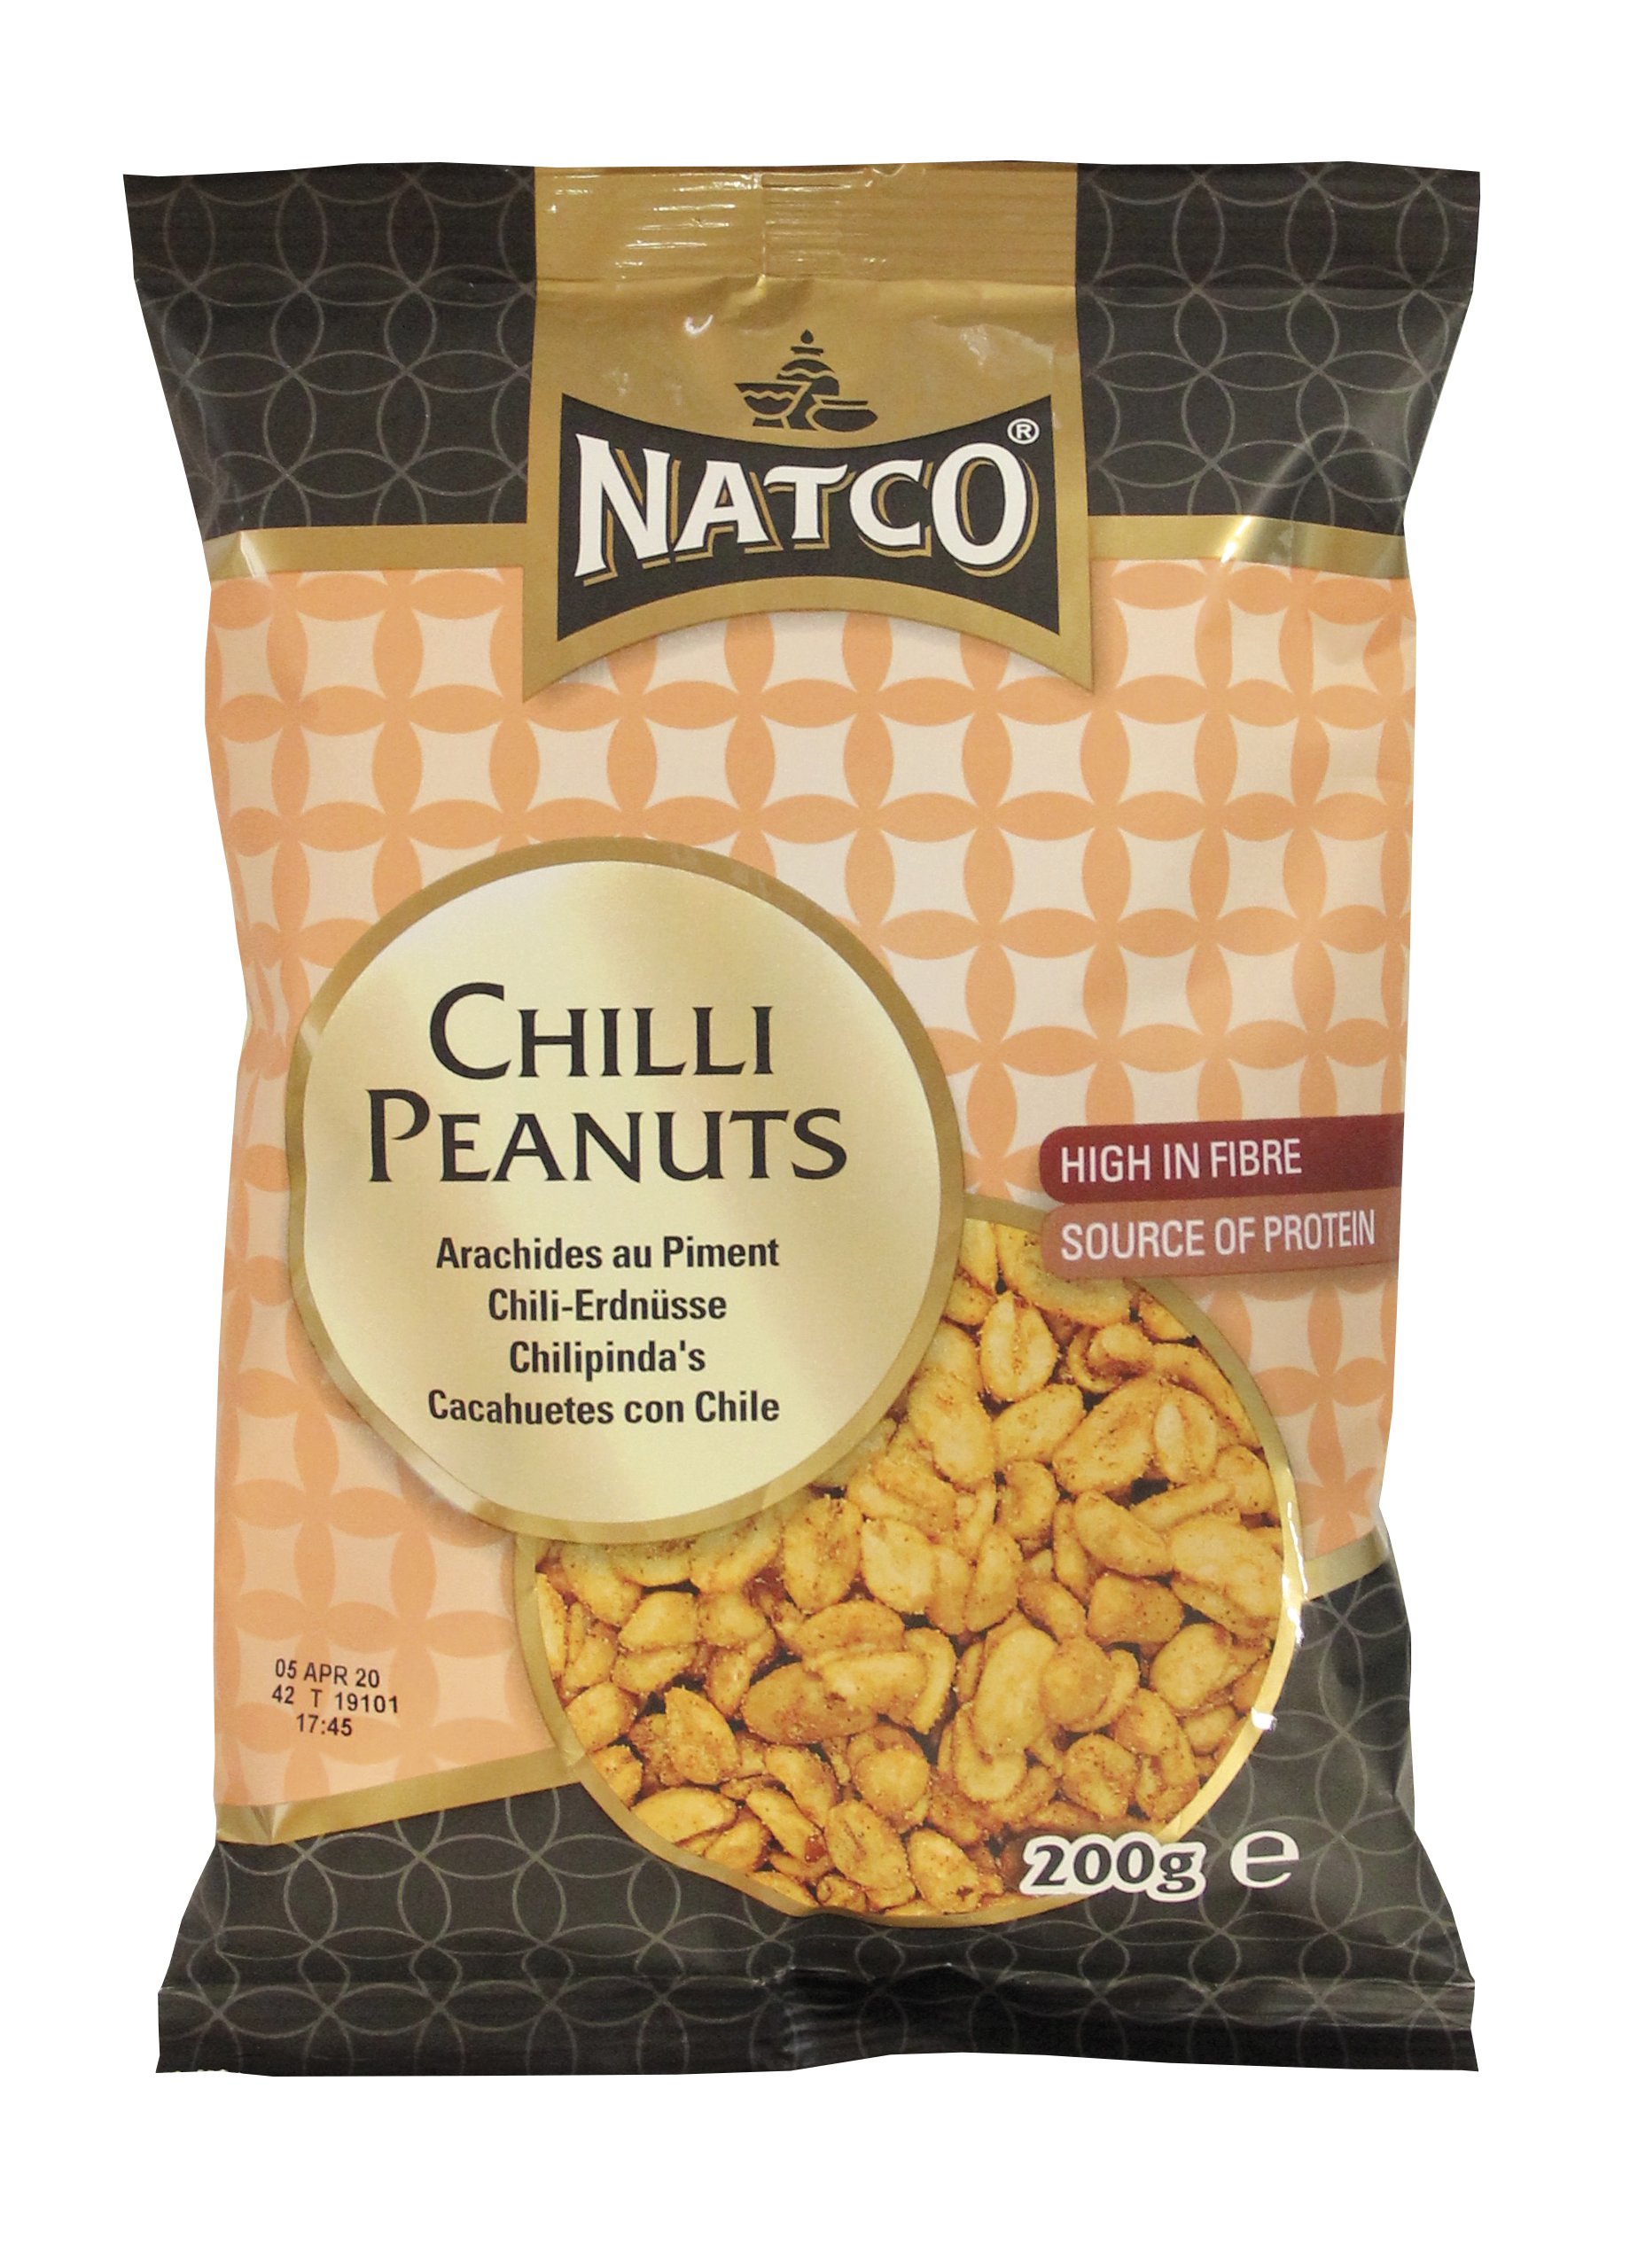 NATCO®
CHILLI
PEANUTS
Arachides au Piment
Chili-Erdnüsse
Chilipinda's
Cacahuetes con Chile
HIGH IN FIBRE
SOURCE OF PROTEIN
05 APR 20
42 T 19101
17:45
200g ℮